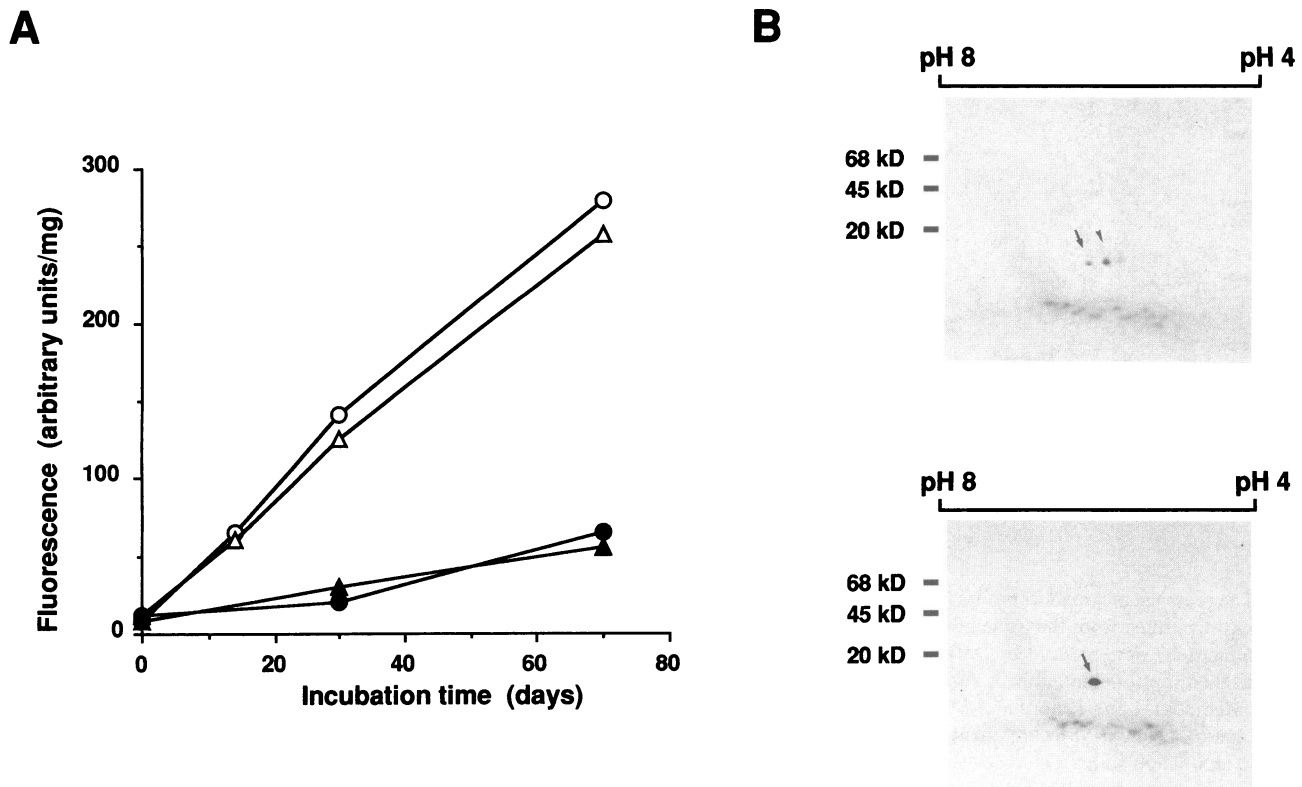 A
Fluorescence (arbitrary units/mg)
300
200
100
0
0 20 40 60 80
Incubation time (days)
B
pH 8 pH 4
68 kD
45 kD
20 kD
pH 8 pH 4
68 kD
45 kD
20 kD